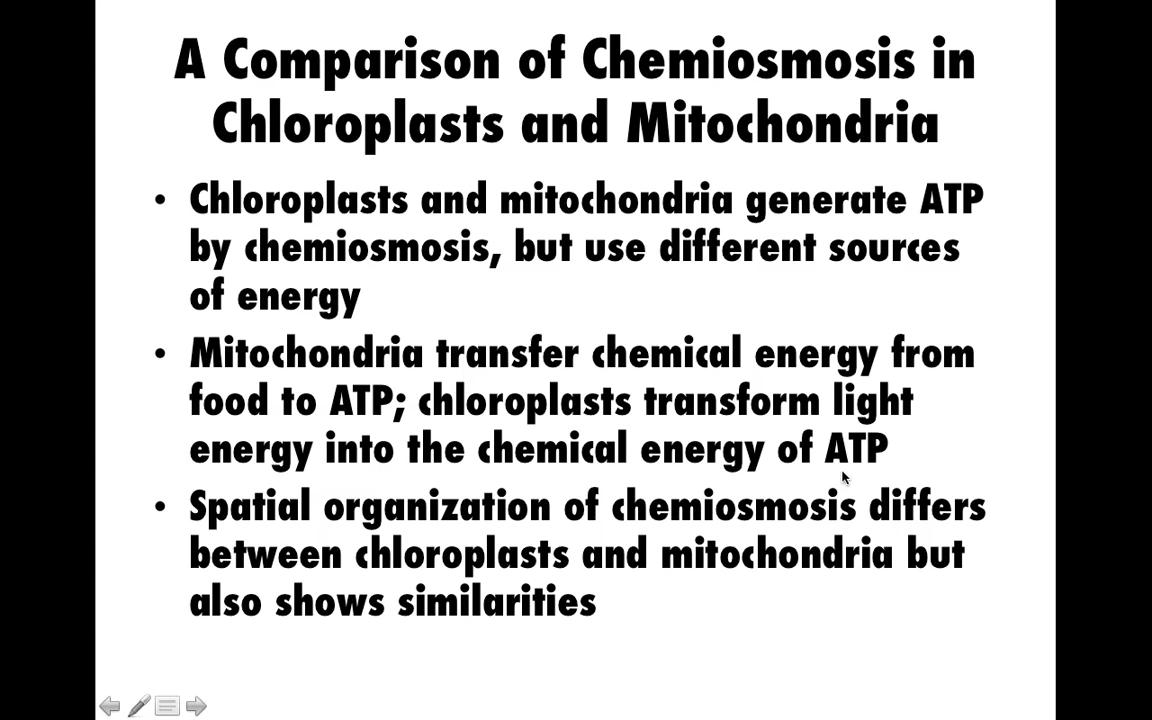 A Comparison of Chemiosmosis in
Chloroplasts and Mitochondria
• Chloroplasts and mitochondria generate ATP
by chemiosmosis, but use different sources
of energy
• Mitochondria transfer chemical energy from
food to ATP; chloroplasts transform light
energy into the chemical energy of ATP
• Spatial organization of chemiosmosis differs
between chloroplasts and mitochondria but
also shows similarities